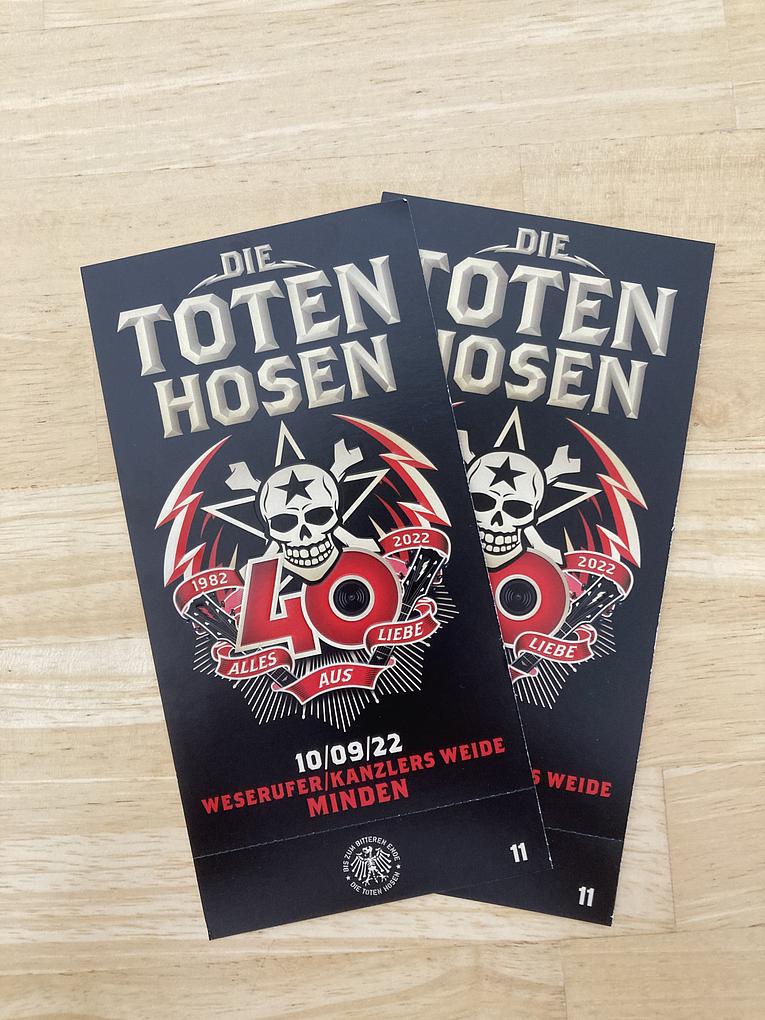 DIE
TOTEN
HOSEN
1982
2022
40
ALLES
AUS
LIEBE
10/09/22
WESERUFER/KANZLERS WEIDE
MINDEN
BIS ZUM BITTEREN ENDE
DIE TOTEN HOSEN
11
DIE
TOTEN
HOSEN
2022
0
LIEBE
S WEIDE
11